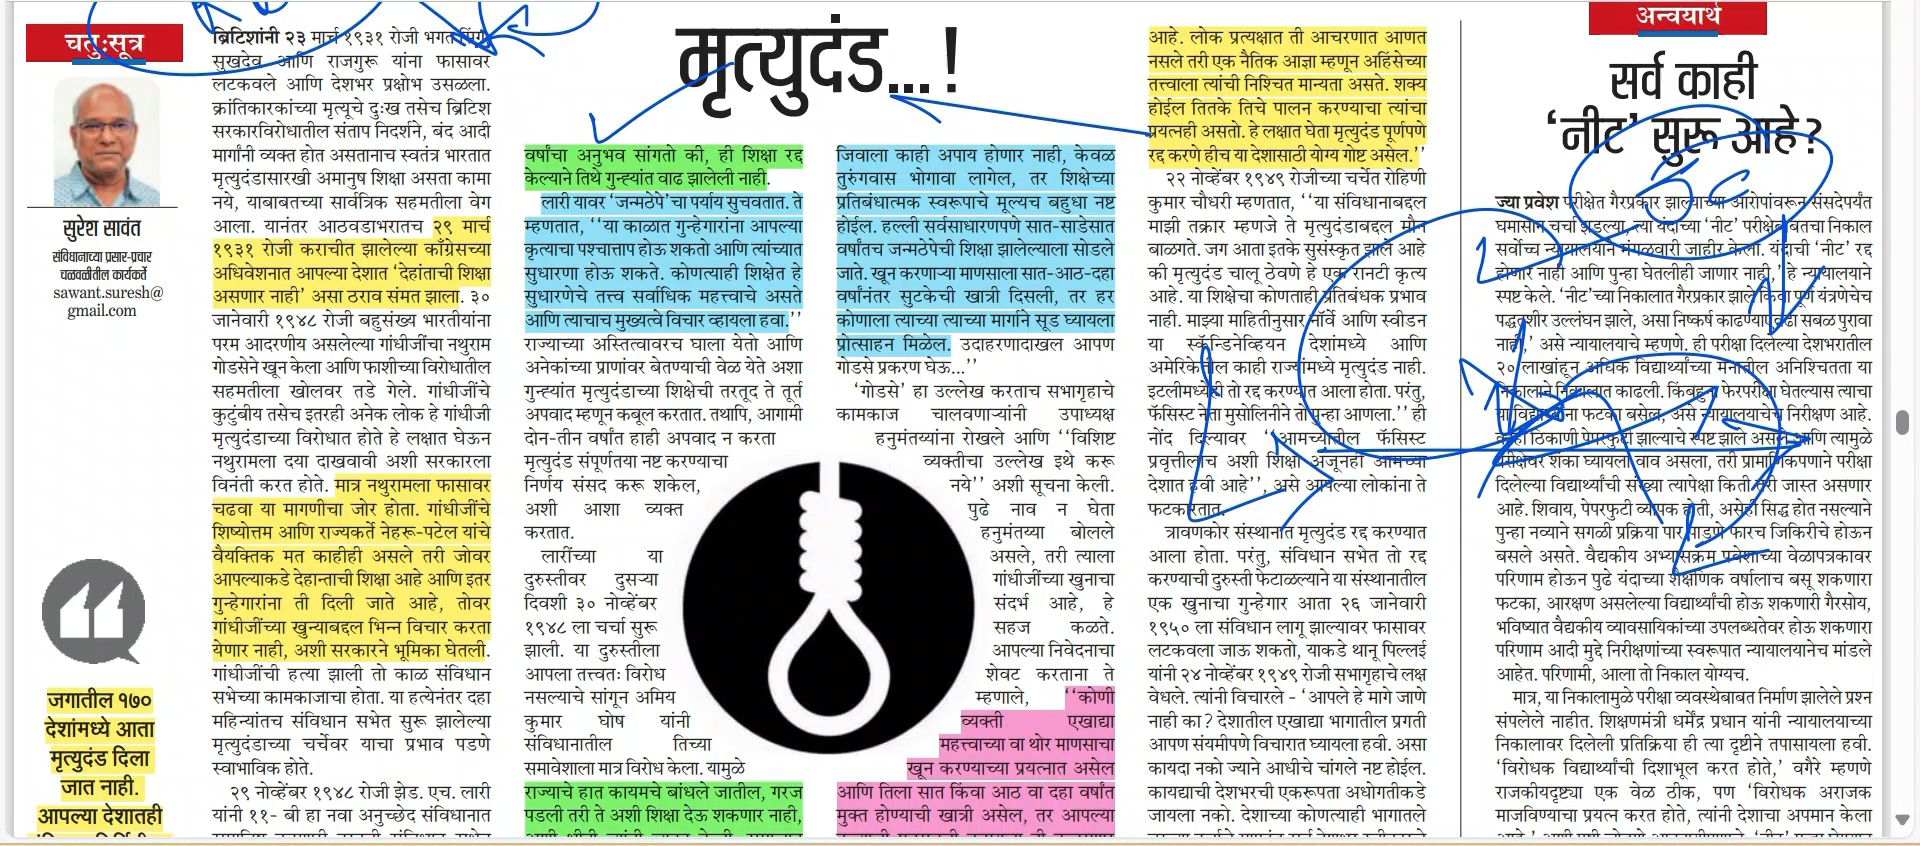 चतु:सूत्र
सुरेश सावंत
संविधानाच्या प्रसार-प्रचार
चळवळीतील कार्यकर्ते
sawant.suresh@
gmail.com
जगातील १७०
देशांमध्ये आता
मृत्युदंड दिला
जात नाही.
आपल्या देशातही
ब्रिटिशांनी २३ मार्च १९३१ रोजी भगत सिंग,
सुखदेव आणि राजगुरू यांना फासावर
लटकवले आणि देशभर प्रक्षोभ उसळला.
क्रांतिकारकांच्या मृत्यूचे दुःख तसेच ब्रिटिश
सरकारविरोधातील संताप निदर्शने, बंद आदी
मार्गांनी व्यक्त होत असतानाच स्वतंत्र भारतात
मृत्युदंडासारखी अमानुष शिक्षा असता कामा
नये, याबाबतच्या सार्वत्रिक सहमतीला वेग
आला. यानंतर आठवडाभरातच २९ मार्च
१९३१ रोजी कराचीत झालेल्या काँग्रेसच्या
अधिवेशनात आपल्या देशात ‘देहांताची शिक्षा
असणार नाही’ असा ठराव संमत झाला. ३०
जानेवारी १९४८ रोजी बहुसंख्य भारतीयांना
परम आदरणीय असलेल्या गांधीजींचा नथुराम
गोडसेने खून केला आणि फाशीच्या विरोधातील
सहमतीला खोलवर तडे गेले. गांधीजींचे
कुटुंबीय तसेच इतरही अनेक लोक हे गांधीजी
मृत्युदंडाच्या विरोधात होते हे लक्षात घेऊन
नथुरामला दया दाखवावी अशी सरकारला
विनंती करत होते. मात्र नथुरामला फासावर
चढवा या मागणीचा जोर होता. गांधीजींचे
शिष्योत्तम आणि राज्यकर्ते नेहरू-पटेल यांचे
वैयक्तिक मत काहीही असले तरी जोवर
आपल्याकडे देहान्ताची शिक्षा आहे आणि इतर
गुन्हेगारांना ती दिली जाते आहे, तोवर
गांधीजींच्या खुन्याबद्दल भिन्न विचार करता
येणार नाही, अशी सरकारने भूमिका घेतली.
गांधीजींची हत्या झाली तो काळ संविधान
सभेच्या कामकाजाचा होता. या हत्येनंतर दहा
महिन्यांतच संविधान सभेत सुरू झालेल्या
मृत्युदंडाच्या चर्चेवर याचा प्रभाव पडणे
स्वाभाविक होते.
२९ नोव्हेंबर १९४८ रोजी झेड. एच. लारी
यांनी ११- बी हा नवा अनुच्छेद संविधानात
मृत्युदंड...!
वर्षांचा अनुभव सांगतो की, ही शिक्षा रद्द
केल्याने तिथे गुन्ह्यांत वाढ झालेली नाही.
लारी यावर ‘जन्मठेपे’चा पर्याय सुचवतात. ते
म्हणतात, ‘‘या काळात गुन्हेगारांना आपल्या
कृत्याचा पश्चात्ताप होऊ शकतो आणि त्यांच्यात
सुधारणा होऊ शकते. कोणत्याही शिक्षेत हे
सुधारणेचे तत्त्व सर्वाधिक महत्त्वाचे असते
आणि त्याचाच मुख्यत्वे विचार व्हायला हवा.’’
राज्याच्या अस्तित्वावरच घाला येतो आणि
अनेकांच्या प्राणांवर बेतण्याची वेळ येते अशा
गुन्ह्यांत मृत्युदंडाच्या शिक्षेची तरतूद ते तूर्त
अपवाद म्हणून कबूल करतात. तथापि, आगामी
दोन-तीन वर्षांत हाही अपवाद न करता
मृत्युदंड संपूर्णतया नष्ट करण्याचा
निर्णय संसद करू शकेल,
अशी आशा व्यक्त
करतात.
लारींच्या या
दुरुस्तीवर दुसऱ्या
दिवशी ३० नोव्हेंबर
१९४८ ला चर्चा सुरू
झाली. या दुरुस्तीला
आपला तत्त्वतः विरोध
नसल्याचे सांगून अमिय
कुमार घोष यांनी
संविधानातील तिच्या
समावेशाला मात्र विरोध केला. यामुळे
राज्याचे हात कायमचे बांधले जातील, गरज
पडली तरी ते अशी शिक्षा देऊ शकणार नाही,
जिवाला काही अपाय होणार नाही, केवळ
तुरुंगवास भोगावा लागेल, तर शिक्षेच्या
प्रतिबंधात्मक स्वरूपाचे मूल्यच बहुधा नष्ट
होईल. हल्ली सर्वसाधारणपणे सात-साडेसात
वर्षांतच जन्मठेपेची शिक्षा झालेल्याला सोडले
जाते. खून करणाऱ्या माणसाला सात-आठ-दहा
वर्षांनंतर सुटकेची खात्री दिसली, तर हर
कोणाला त्याच्या त्याच्या मार्गाने सूड घ्यायला
प्रोत्साहन मिळेल. उदाहरणादाखल आपण
गोडसे प्रकरण घेऊ...’’
‘गोडसे’ हा उल्लेख करताच सभागृहाचे
कामकाज चालवणाऱ्यांनी उपाध्यक्ष
हनुमंतय्यांना रोखले आणि ‘‘विशिष्ट
व्यक्तीचा उल्लेख इथे करू
नये’’ अशी सूचना केली.
पुढे नाव न घेता
हनुमंतय्या बोलले
असले, तरी त्याला
गांधीजींच्या खुनाचा
संदर्भ आहे, हे
सहज कळते.
आपल्या निवेदनाचा
शेवट करताना ते
म्हणाले, ‘‘कोणी
व्यक्ती एखाद्या
महत्त्वाच्या वा थोर माणसाचा
खून करण्याच्या प्रयत्नात असेल
आणि तिला सात किंवा आठ वा दहा वर्षांत
मुक्त होण्याची खात्री असेल, तर आपल्या
आहे. लोक प्रत्यक्षात ती आचरणात आणत
नसले तरी एक नैतिक आज्ञा म्हणून अहिंसेच्या
तत्त्वाला त्यांची निश्चित मान्यता असते. शक्य
होईल तितके तिचे पालन करण्याचा त्यांचा
प्रयत्नही असतो. हे लक्षात घेता मृत्युदंड पूर्णपणे
रद्द करणे हीच या देशासाठी योग्य गोष्ट असेल.’’
२२ नोव्हेंबर १९४९ रोजीच्या चर्चेत रोहिणी
कुमार चौधरी म्हणतात, ‘‘या संविधानाबद्दल
माझी तक्रार म्हणजे ते मृत्युदंडाबद्दल मौन
बाळगते. जग आता इतके सुसंस्कृत झाले आहे
की मृत्युदंड चालू ठेवणे हे एक रानटी कृत्य
आहे. या शिक्षेचा कोणताही प्रतिबंधक प्रभाव
नाही. माझ्या माहितीनुसार नॉर्वे आणि स्वीडन
या स्कॅन्डिनेव्हियन देशांमध्ये आणि
अमेरिकेतील काही राज्यांमध्ये मृत्युदंड नाही.
इटलीमध्येही तो रद्द करण्यात आला होता. परंतु,
फॅसिस्ट नेता मुसोलिनीने तो पुन्हा आणला.’’ ही
नोंद दिल्यावर ‘‘आमच्यातील फॅसिस्ट
प्रवृत्तीलाच अशी शिक्षा अजूनही आमच्या
देशात हवी आहे’’, असे आपल्या लोकांना ते
फटकारतात.
त्रावणकोर संस्थानात मृत्युदंड रद्द करण्यात
आला होता. परंतु, संविधान सभेत तो रद्द
करण्याची दुरुस्ती फेटाळल्याने या संस्थानातील
एक खुनाचा गुन्हेगार आता २६ जानेवारी
१९५० ला संविधान लागू झाल्यावर फासावर
लटकवला जाऊ शकतो, याकडे थानू पिल्लई
यांनी २४ नोव्हेंबर १९४९ रोजी सभागृहाचे लक्ष
वेधले. त्यांनी विचारले - ‘आपले हे मागे जाणे
नाही का? देशातील एखाद्या भागातील प्रगती
आपण संयमीपणे विचारात घ्यायला हवी. असा
कायदा नको ज्याने आधीचे चांगले नष्ट होईल.
कायद्याची देशभरची एकरूपता अधोगतीकडे
जायला नको. देशाच्या कोणत्याही भागातले
अन्वयार्थ
सर्व काही
‘नीट’ सुरू आहे?
ज्या प्रवेश परीक्षेत गैरप्रकार झाल्याच्या आरोपांवरून संसदेपर्यंत
घमासान चर्चा झडल्या, त्या यंदाच्या ‘नीट’ परीक्षेबाबतचा निकाल
सर्वोच्च न्यायालयाने मंगळवारी जाहीर केला. यंदाची ‘नीट’ रद्द
होणार नाही आणि पुन्हा घेतलीही जाणार नाही,’ हे न्यायालयाने
स्पष्ट केले. ‘नीट’च्या निकालात गैरप्रकार झाले किंवा पूर्ण यंत्रणेचेच
पद्धतशीर उल्लंघन झाले, असा निष्कर्ष काढण्याएवढा सबळ पुरावा
नाही,’ असे न्यायालयाचे म्हणणे. ही परीक्षा दिलेल्या देशभरातील
२० लाखांहून अधिक विद्यार्थ्यांच्या मनातील अनिश्चितता या
निकालाने निकालात काढली. किंबहुना फेरपरीक्षा घेतल्यास त्याचा
या विद्यार्थ्यांना फटका बसेल, असे न्यायालयाचेच निरीक्षण आहे.
काही ठिकाणी पेपरफुटी झाल्याचे स्पष्ट झाले असले आणि त्यामुळे
परीक्षेवर शंका घ्यायला वाव असला, तरी प्रामाणिकपणाने परीक्षा
दिलेल्या विद्यार्थ्यांची संख्या त्यापेक्षा किती तरी जास्त असणार
आहे. शिवाय, पेपरफुटी व्यापक होती, असेही सिद्ध होत नसल्याने
पुन्हा नव्याने सगळी प्रक्रिया पार पाडणे फारच जिकिरीचे होऊन
बसले असते. वैद्यकीय अभ्यासक्रम प्रवेशाच्या वेळापत्रकावर
परिणाम होऊन पुढे यंदाच्या शैक्षणिक वर्षालाच बसू शकणारा
फटका, आरक्षण असलेल्या विद्यार्थ्यांची होऊ शकणारी गैरसोय,
भविष्यात वैद्यकीय व्यावसायिकांच्या उपलब्धतेवर होऊ शकणारा
परिणाम आदी मुद्दे निरीक्षणांच्या स्वरूपात न्यायालयानेच मांडले
आहेत. परिणामी, आला तो निकाल योग्यच.
मात्र, या निकालामुळे परीक्षा व्यवस्थेबाबत निर्माण झालेले प्रश्न
संपलेले नाहीत. शिक्षणमंत्री धर्मेंद्र प्रधान यांनी न्यायालयाच्या
निकालावर दिलेली प्रतिक्रिया ही त्या दृष्टीने तपासायला हवी.
‘विरोधक विद्यार्थ्यांची दिशाभूल करत होते,’ वगैरे म्हणणे
राजकीयदृष्ट्या एक वेळ ठीक, पण ‘विरोधक अराजक
माजविण्याचा प्रयत्न करत होते, त्यांनी देशाचा अपमान केला